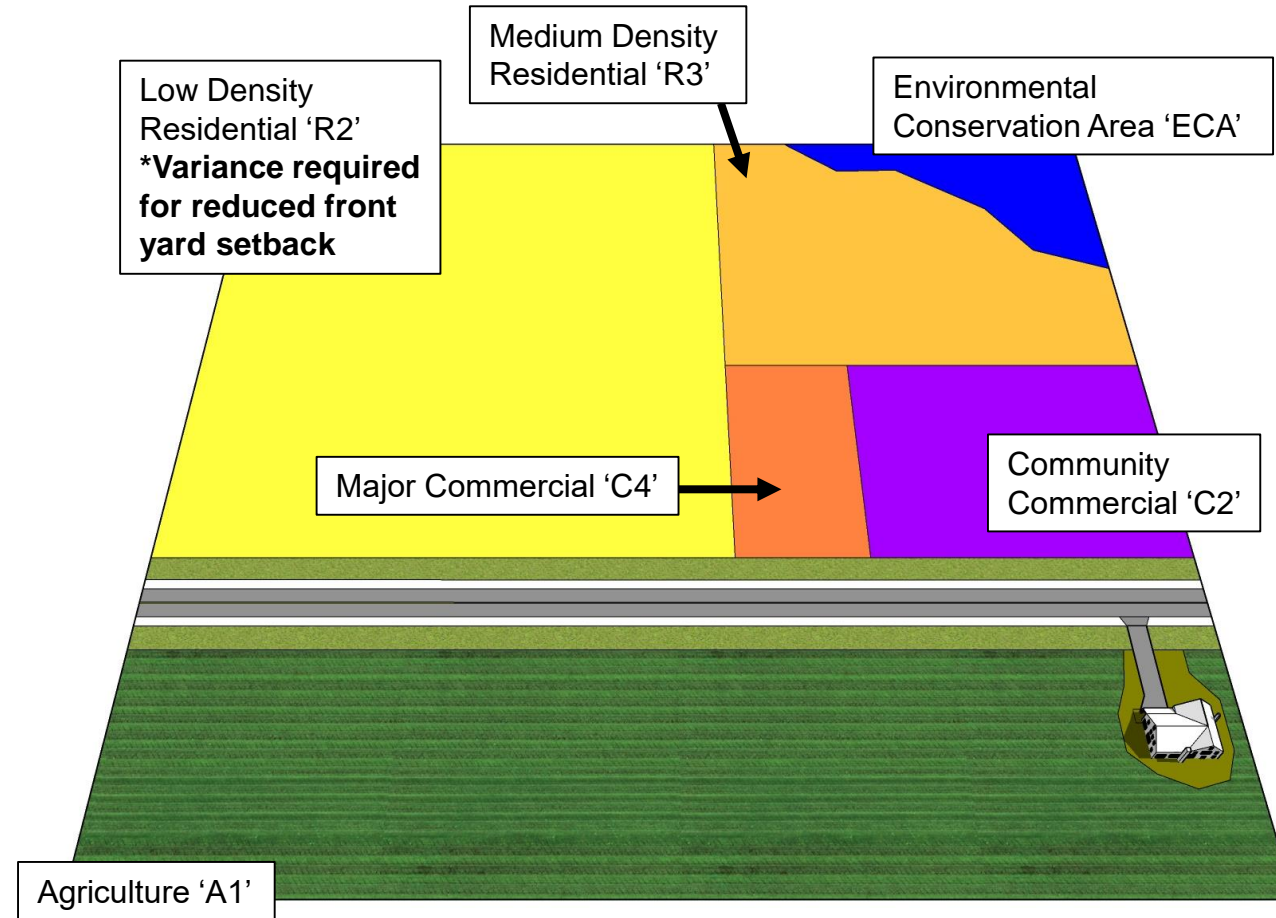 Medium Density
Residential ‘R3’
Low Density
Residential ‘R2’
*Variance required
for reduced front
yard setback
Environmental
Conservation Area ‘ECA’
Major Commercial ‘C4’
Community
Commercial ‘C2’
Agriculture ‘A1’